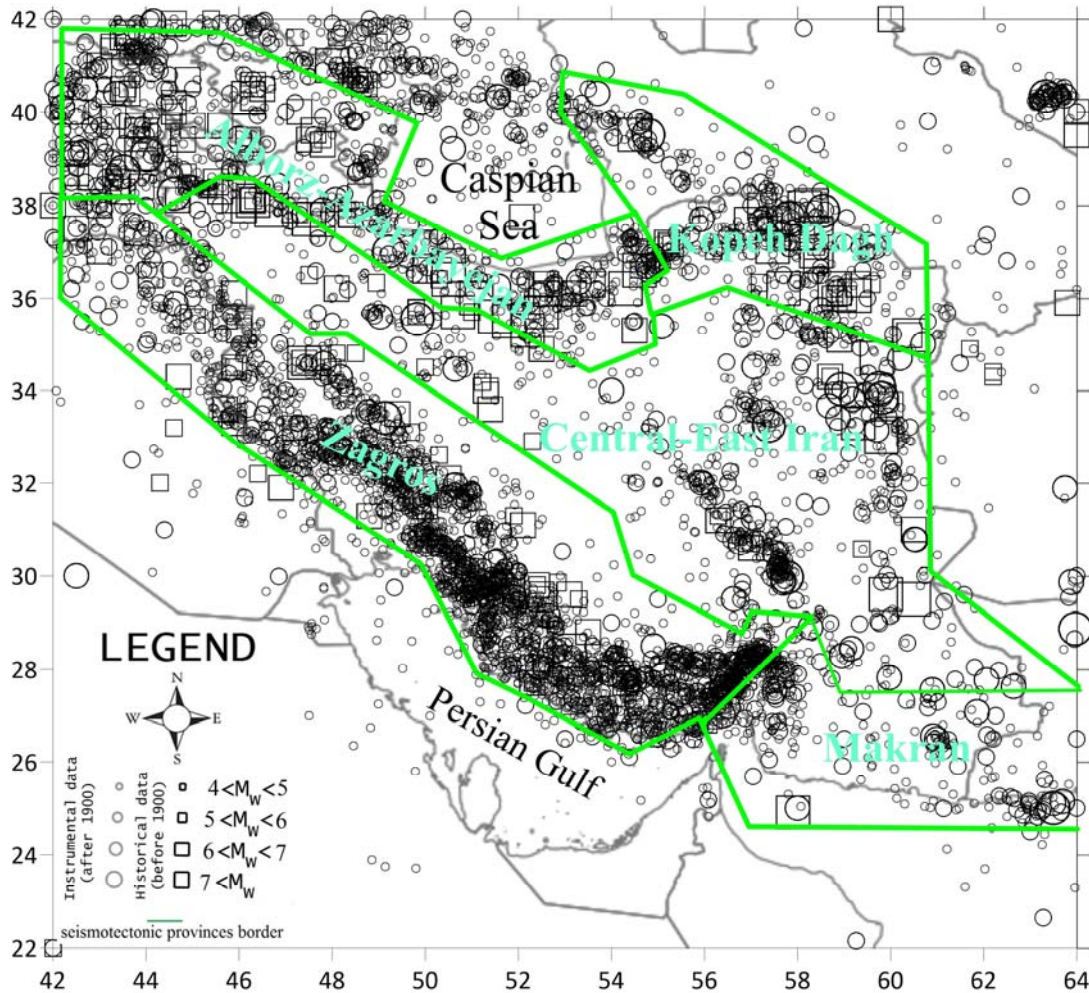 42
40
38
36
34
32
30
28
26
24
22
Alborz-Azarbayejan
Caspian
Sea
Kopeh Dagh
Central-East Iran
Zagros
Makran
Persian Gulf
LEGEND
N
W
E
S
Instrumental data
(after 1900)
Historical data
(before 1900)
4<MW<5
5<MW<6
6<MW<7
7<MW
seismotectonic provinces border
42 44 46 48 50 52 54 56 58 60 62 64